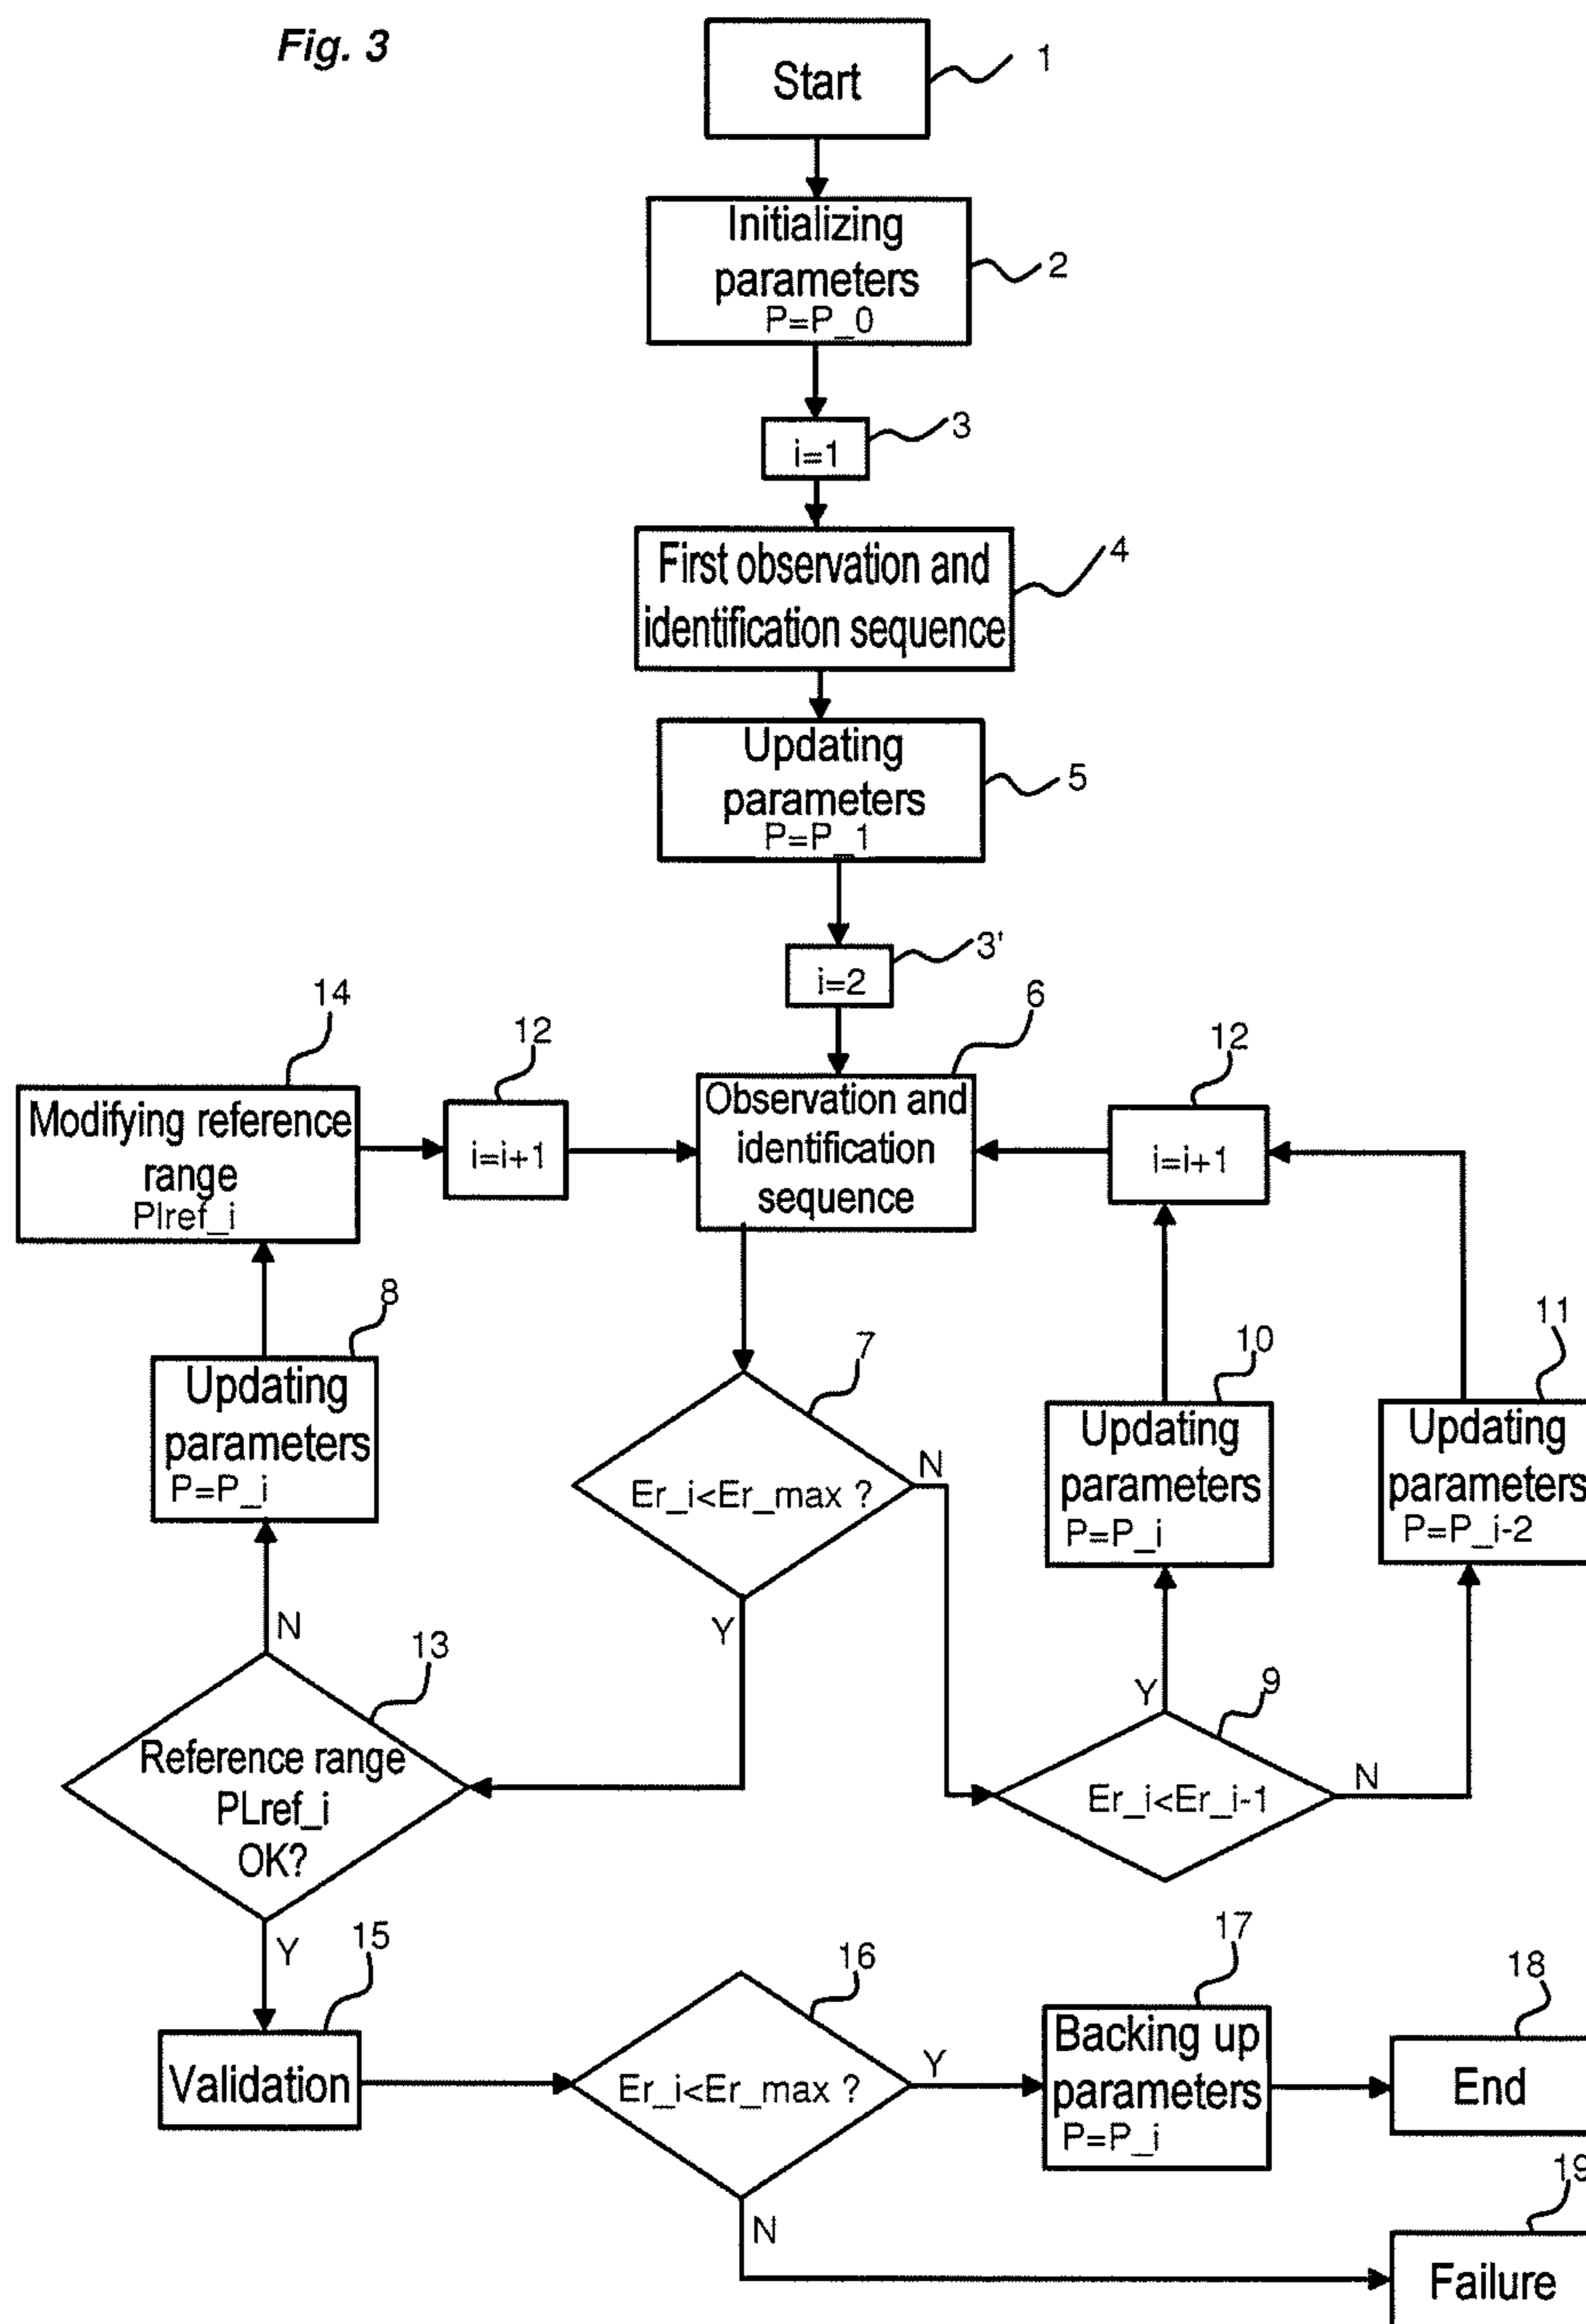 Fig. 3
Start
1
Initializing
parameters
P=P_0
2
i=1
3
First observation and
identification sequence
4
Updating
parameters
P=P_1
5
i=2
3'
14
Modifying reference
range
PIref_i
12
i=i+1
6
Observation and
identification
sequence
12
i=i+1
8
Updating
parameters
P=P_i
7
Er_i<Er_max ?
N
Y
10
Updating
parameters
P=P_i
11
Updating
parameters
P=P_i-2
N
13
Reference range
PLref_i
OK?
Y
9
Y
Er_i<Er_i-1
N
15
Validation
16
Er_i<Er_max ?
Y
N
17
Backing up
parameters
P=P_i
18
End
19
Failure